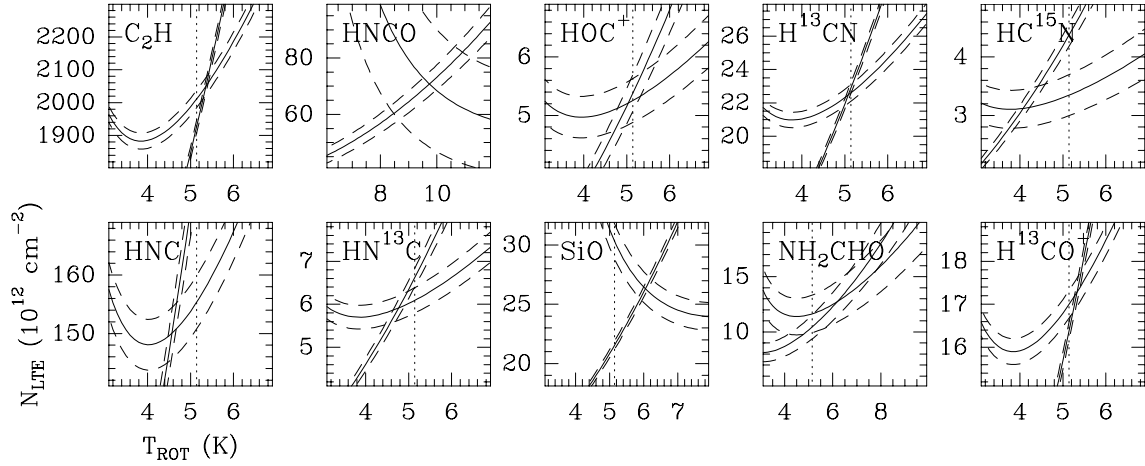 C₂H HNCO HOC⁺ H¹³CN HC¹⁵N
2200
2100
2000
1900
4 5 6
80
60
8 10
6
5
4 5 6
26
24
22
20
4 5 6
4
3
4 5 6
HNC HN¹³C SiO NH₂CHO H¹³CO⁺
160
150
4 5 6
7
6
5
4 5 6
30
25
20
4 5 6 7
15
10
4 6 8
18
17
16
4 5 6
N_LTE (10¹² cm⁻²)
T_ROT (K)